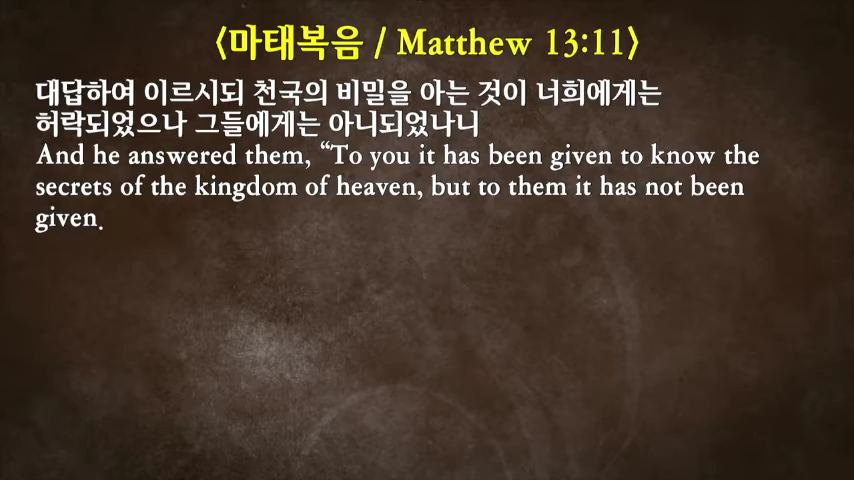 〈마태복음 / Matthew 13:11〉
대답하여 이르시되 천국의 비밀을 아는 것이 너희에게는
허락되었으나 그들에게는 아니되었나니
And he answered them, “To you it has been given to know the
secrets of the kingdom of heaven, but to them it has not been
given.